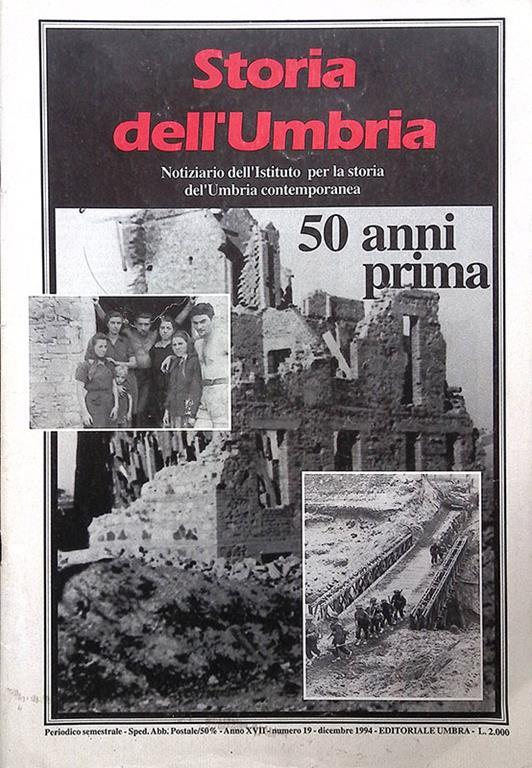 Storia
dell'Umbria
Notiziario dell'Istituto per la storia
del'Umbria contemporanea
50 anni
prima
Periodico semestrale - Sped. Abb. Postale/50% - Anno XVII - numero 19 - dicembre 1994 - EDITORIALE UMBRA - L. 2.000